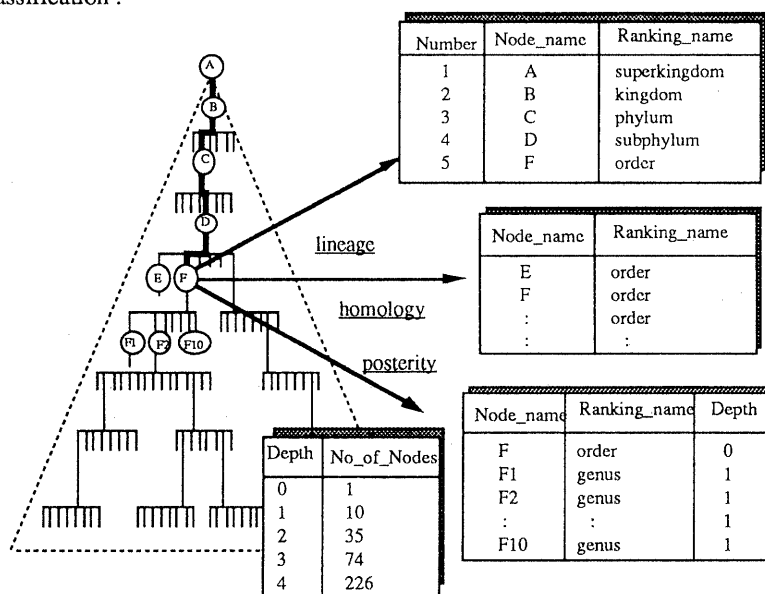 assification .
Number Node_name Ranking_name
1 A superkingdom
2 B kingdom
3 C phylum
4 D subphylum
5 F order
A
B
C
D
E F
F1 F2 F10
lineage
homology
posterity
Node_name Ranking_name
E order
F order
: order
: :
Node_name Ranking_name Depth
F order 0
F1 genus 1
F2 genus 1
: : 1
F10 genus 1
Depth No_of_Nodes
0 1
1 10
2 35
3 74
4 226